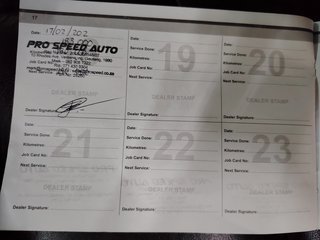 17
Date: 17/02/202
PRO SPEED AUTO
Job Card No:
Dealer Signature:
Date:
19
Service Done:
Kilometres:
Job Card No:
Next Service:
DEALER STAMP
Dealer Signature:
Date:
20
Service Done:
Kilometres:
Job Card No:
Next Service:
DEALER STAMP
Dealer Signature:
Date:
21
Service Done:
Kilometres:
Job Card No:
Next Service:
DEALER STAMP
Dealer Signature:
Date:
22
Service Done:
Kilometres:
Job Card No:
Next Service:
DEALER STAMP
Dealer Signature:
Date:
23
Service Done:
Kilometres:
Job Card No:
Next Service:
DEALER STAMP
Dealer Signature: